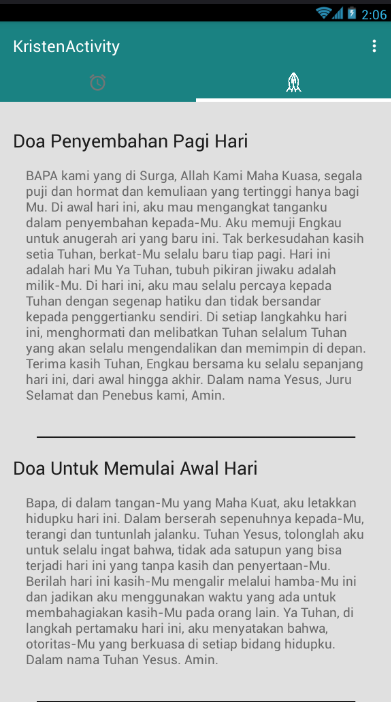 2:06
KristenActivity
Doa Penyembahan Pagi Hari
BAPA kami yang di Surga, Allah Kami Maha Kuasa, segala
puji dan hormat dan kemuliaan yang tertinggi hanya bagi
Mu. Di awal hari ini, aku mau mengangkat tanganku
dalam penyembahan kepada-Mu. Aku memuji Engkau
untuk anugerah ari yang baru ini. Tak berkesudahan kasih
setia Tuhan, berkat-Mu selalu baru tiap pagi. Hari ini
adalah hari Mu Ya Tuhan, tubuh pikiran jiwaku adalah
milik-Mu. Di hari ini, aku mau selalu percaya kepada
Tuhan dengan segenap hatiku dan tidak bersandar
kepada penggertianku sendiri. Di setiap langkahku hari
ini, menghormati dan melibatkan Tuhan selalum Tuhan
yang akan selalu mengendalikan dan memimpin di depan.
Terima kasih Tuhan, Engkau bersama ku selalu sepanjang
hari ini, dari awal hingga akhir. Dalam nama Yesus, Juru
Selamat dan Penebus kami, Amin.
Doa Untuk Memulai Awal Hari
Bapa, di dalam tangan-Mu yang Maha Kuat, aku letakkan
hidupku hari ini. Dalam berserah sepenuhnya kepada-Mu,
terangi dan tuntunlah jalanku. Tuhan Yesus, tolonglah aku
untuk selalu ingat bahwa, tidak ada satupun yang bisa
terjadi hari ini yang tanpa kasih dan penyertaan-Mu.
Berilah hari ini kasih-Mu mengalir melalui hamba-Mu ini
dan jadikan aku menggunakan waktu yang ada untuk
membahagiakan kasih-Mu pada orang lain. Ya Tuhan, di
langkah pertamaku hari ini, aku menyatakan bahwa,
otoritas-Mu yang berkuasa di setiap bidang hidupku.
Dalam nama Tuhan Yesus. Amin.